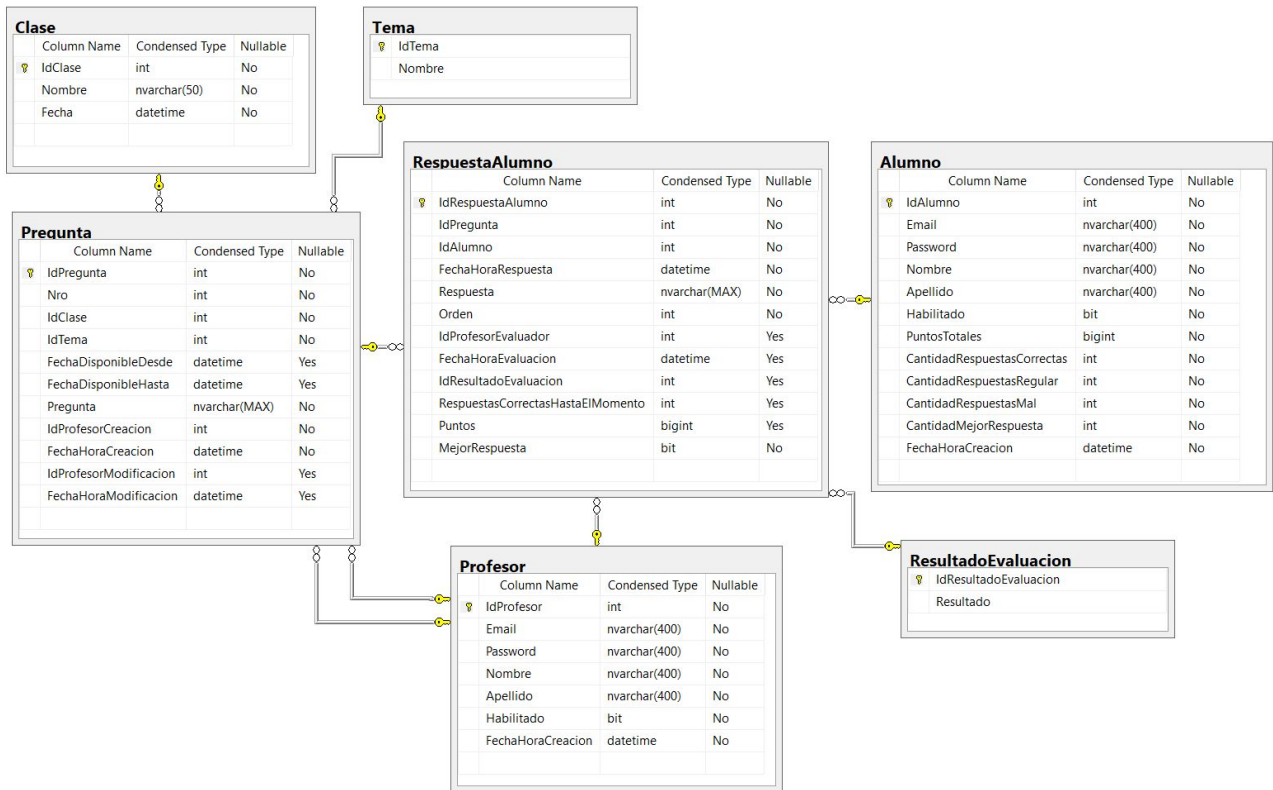 Clase
Column Name Condensed Type Nullable
IdClase int No
Nombre nvarchar(50) No
Fecha datetime No
Tema
IdTema
Nombre
Pregunta
Column Name Condensed Type Nullable
IdPregunta int No
Nro int No
IdClase int No
IdTema int No
FechaDisponibleDesde datetime Yes
FechaDisponibleHasta datetime Yes
Pregunta nvarchar(MAX) No
IdProfesorCreacion int No
FechaHoraCreacion datetime No
IdProfesorModificacion int Yes
FechaHoraModificacion datetime Yes
RespuestaAlumno
Column Name Condensed Type Nullable
IdRespuestaAlumno int No
IdPregunta int No
IdAlumno int No
FechaHoraRespuesta datetime No
Respuesta nvarchar(MAX) No
Orden int No
IdProfesorEvaluador int Yes
FechaHoraEvaluacion datetime Yes
IdResultadoEvaluacion int Yes
RespuestasCorrectasHastaElMomento int Yes
Puntos bigint Yes
MejorRespuesta bit No
Alumno
Column Name Condensed Type Nullable
IdAlumno int No
Email nvarchar(400) No
Password nvarchar(400) No
Nombre nvarchar(400) No
Apellido nvarchar(400) No
Habilitado bit No
PuntosTotales bigint No
CantidadRespuestasCorrectas int No
CantidadRespuestasRegular int No
CantidadRespuestasMal int No
CantidadMejorRespuesta int No
FechaHoraCreacion datetime No
Profesor
Column Name Condensed Type Nullable
IdProfesor int No
Email nvarchar(400) No
Password nvarchar(400) No
Nombre nvarchar(400) No
Apellido nvarchar(400) No
Habilitado bit No
FechaHoraCreacion datetime No
ResultadoEvaluacion
IdResultadoEvaluacion
Resultado